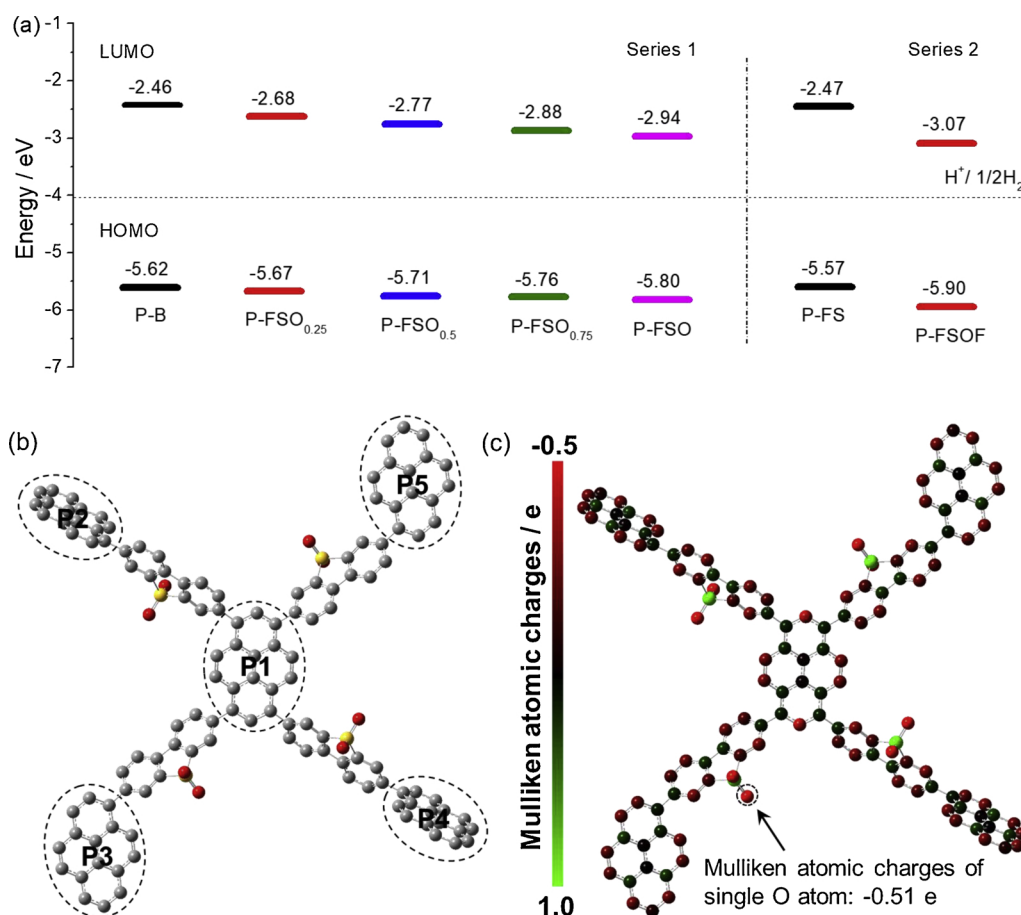 (a)
Energy / eV
-1
-2
-3
-4
-5
-6
-7
LUMO
Series 1
Series 2
-2.46
-2.68
-2.77
-2.88
-2.94
-2.47
-3.07
H⁺/ 1/2H₂
HOMO
-5.62
-5.67
-5.71
-5.76
-5.80
-5.57
-5.90
P-B
P-FSO₀.₂₅
P-FSO₀.₅
P-FSO₀.₇₅
P-FSO
P-FS
P-FSOF
(b)
P2
P5
P1
P3
P4
(c)
-0.5
Mulliken atomic charges / e
1.0
Mulliken atomic charges of
single O atom: -0.51 e